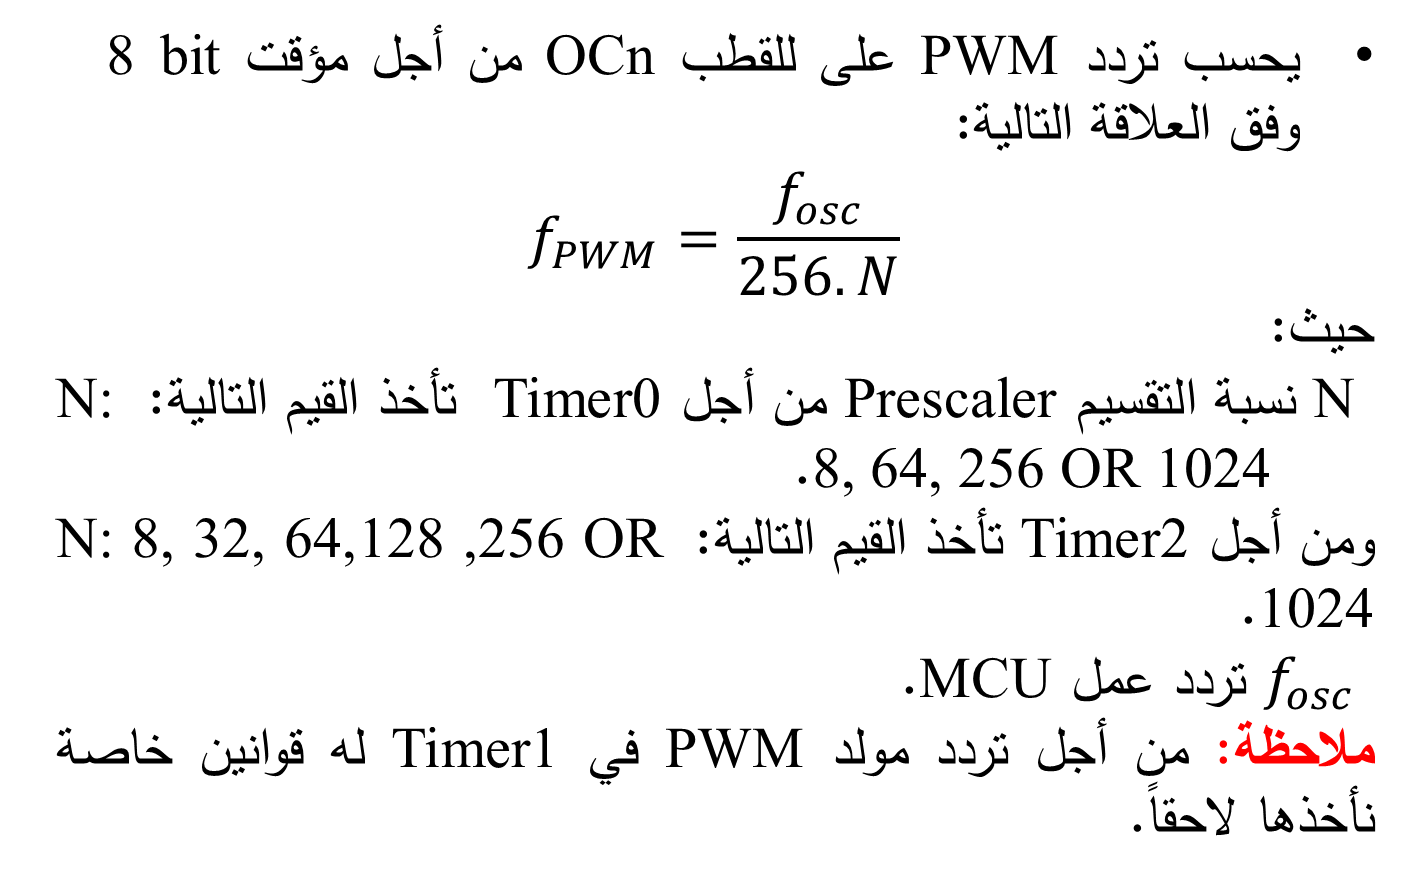 • يحسب تردد PWM على للقطب OCn من أجل مؤقت 8 bit
وفق العلاقة التالية:
f_PWM = f_osc / 256. N
حيث:
N نسبة التقسيم Prescaler من أجل Timer0 تأخذ القيم التالية: N:
8, 64, 256 OR 1024.
ومن أجل Timer2 تأخذ القيم التالية: N: 8, 32, 64,128 ,256 OR
1024.
f_osc تردد عمل MCU.
ملاحظة: من أجل تردد مولد PWM في Timer1 له قوانين خاصة
نأخذها لاحقاً.